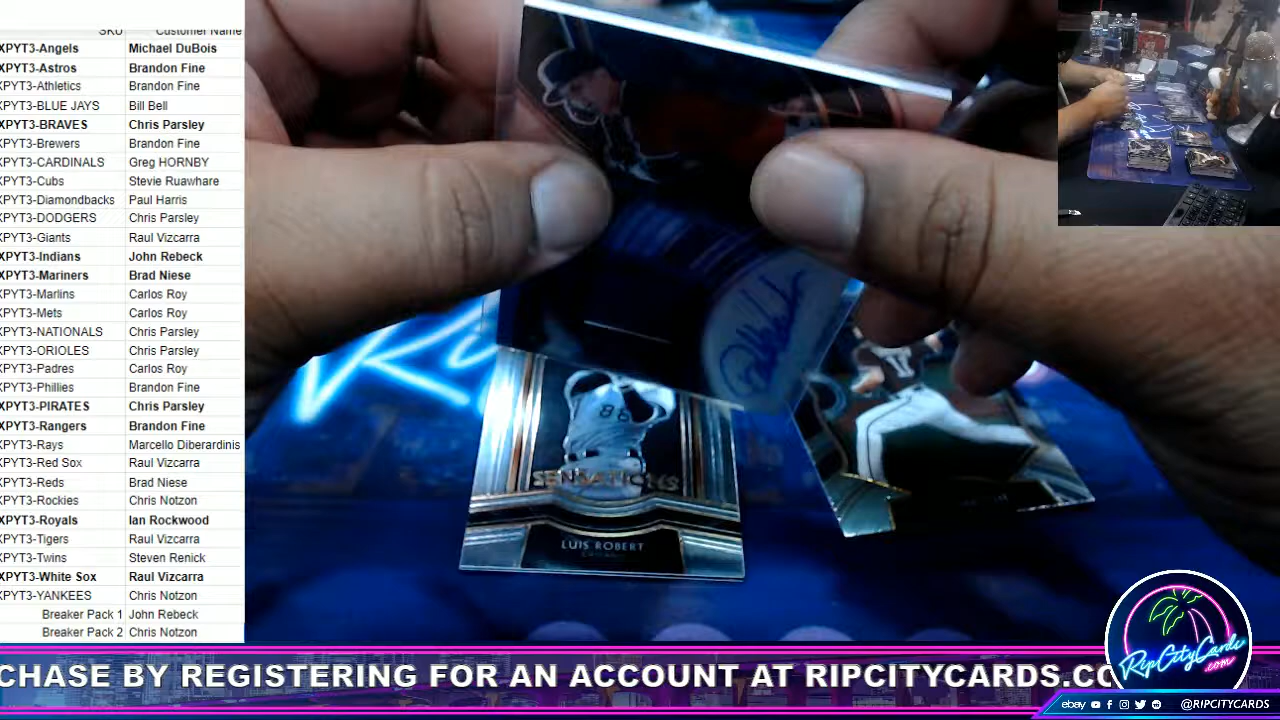 SKU Customer Name
XPYT3-Angels Michael DuBois
XPYT3-Astros Brandon Fine
XPYT3-Athletics Brandon Fine
XPYT3-BLUE JAYS Bill Bell
XPYT3-BRAVES Chris Parsley
XPYT3-Brewers Brandon Fine
XPYT3-CARDINALS Greg HORNBY
XPYT3-Cubs Stevie Ruawhare
XPYT3-Diamondbacks Paul Harris
XPYT3-DODGERS Chris Parsley
XPYT3-Giants Raul Vizcarra
XPYT3-Indians John Rebeck
XPYT3-Mariners Brad Niese
XPYT3-Marlins Carlos Roy
XPYT3-Mets Carlos Roy
XPYT3-NATIONALS Chris Parsley
XPYT3-ORIOLES Chris Parsley
XPYT3-Padres Carlos Roy
XPYT3-Phillies Brandon Fine
XPYT3-PIRATES Chris Parsley
XPYT3-Rangers Brandon Fine
XPYT3-Rays Marcello Diberardinis
XPYT3-Red Sox Raul Vizcarra
XPYT3-Reds Brad Niese
XPYT3-Rockies Chris Notzon
XPYT3-Royals Ian Rockwood
XPYT3-Tigers Raul Vizcarra
XPYT3-Twins Steven Renick
XPYT3-White Sox Raul Vizcarra
XPYT3-YANKEES Chris Notzon
Breaker Pack 1 John Rebeck
Breaker Pack 2 Chris Notzon
88
SENSATIONS
LUIS ROBERT
CHASE BY REGISTERING FOR AN ACCOUNT AT RIPCITYCARDS.CO
RipCityCards
.com
ebay @RIPCITYCARDS